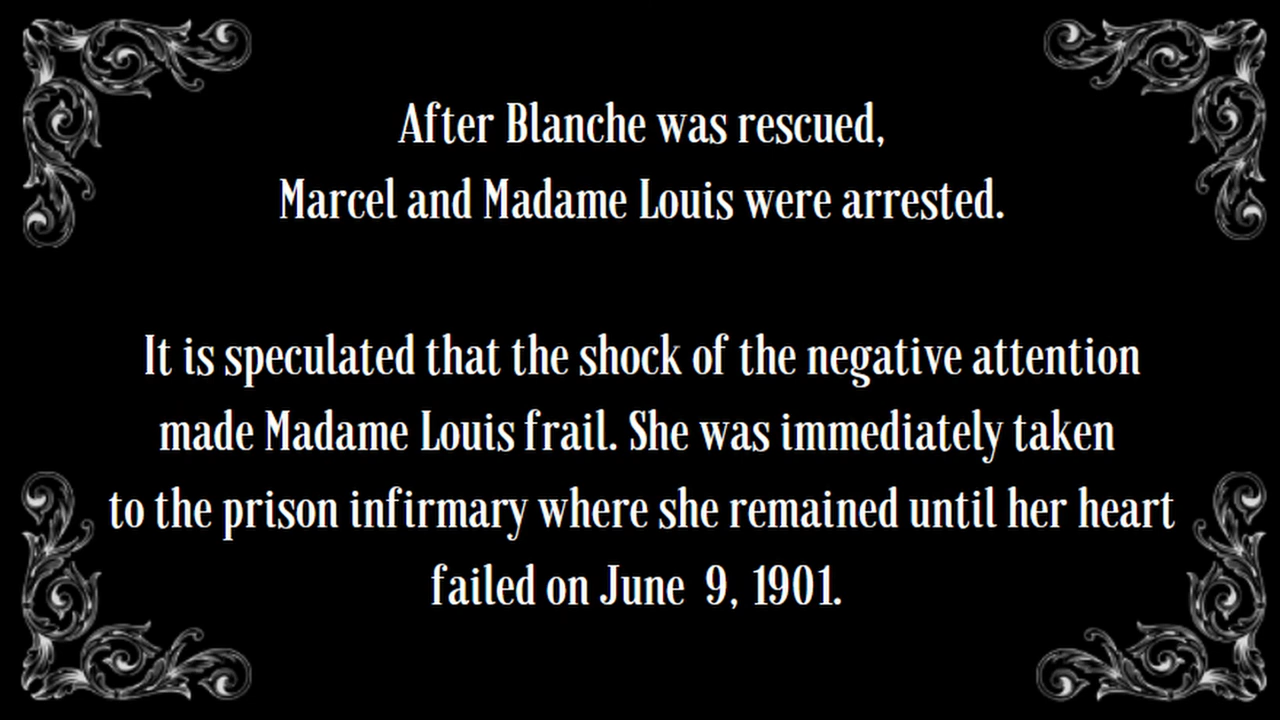 After Blanche was rescued,
Marcel and Madame Louis were arrested.
It is speculated that the shock of the negative attention
made Madame Louis frail. She was immediately taken
to the prison infirmary where she remained until her heart
failed on June  9, 1901.